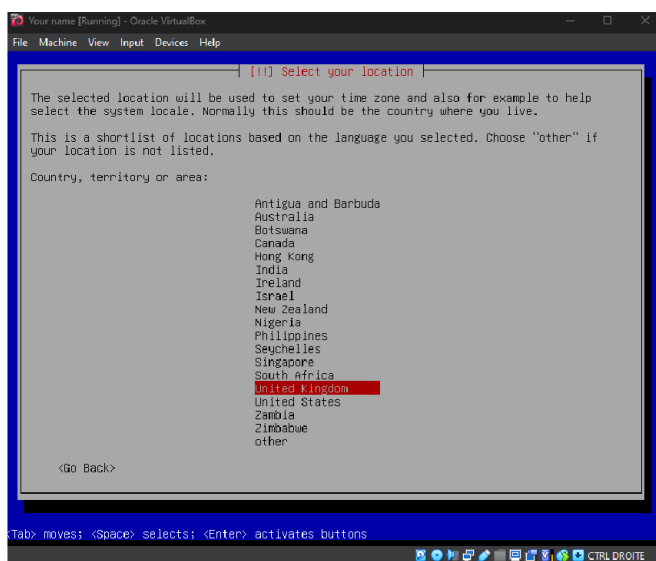 Your name [Running] - Oracle VirtualBox
File Machine View Input Devices Help
[!!] Select your location
The selected location will be used to set your time zone and also for example to help
select the system locale. Normally this should be the country where you live.
This is a shortlist of locations based on the language you selected. Choose "other" if
your location is not listed.
Country, territory or area:
Antigua and Barbuda
Australia
Botswana
Canada
Hong Kong
India
Ireland
Israel
New Zealand
Nigeria
Philippines
Seychelles
Singapore
South Africa
United Kingdom
United States
Zambia
Zimbabwe
other
<Go Back>
<Tab> moves; <Space> selects; <Enter> activates buttons
CTRL DROITE